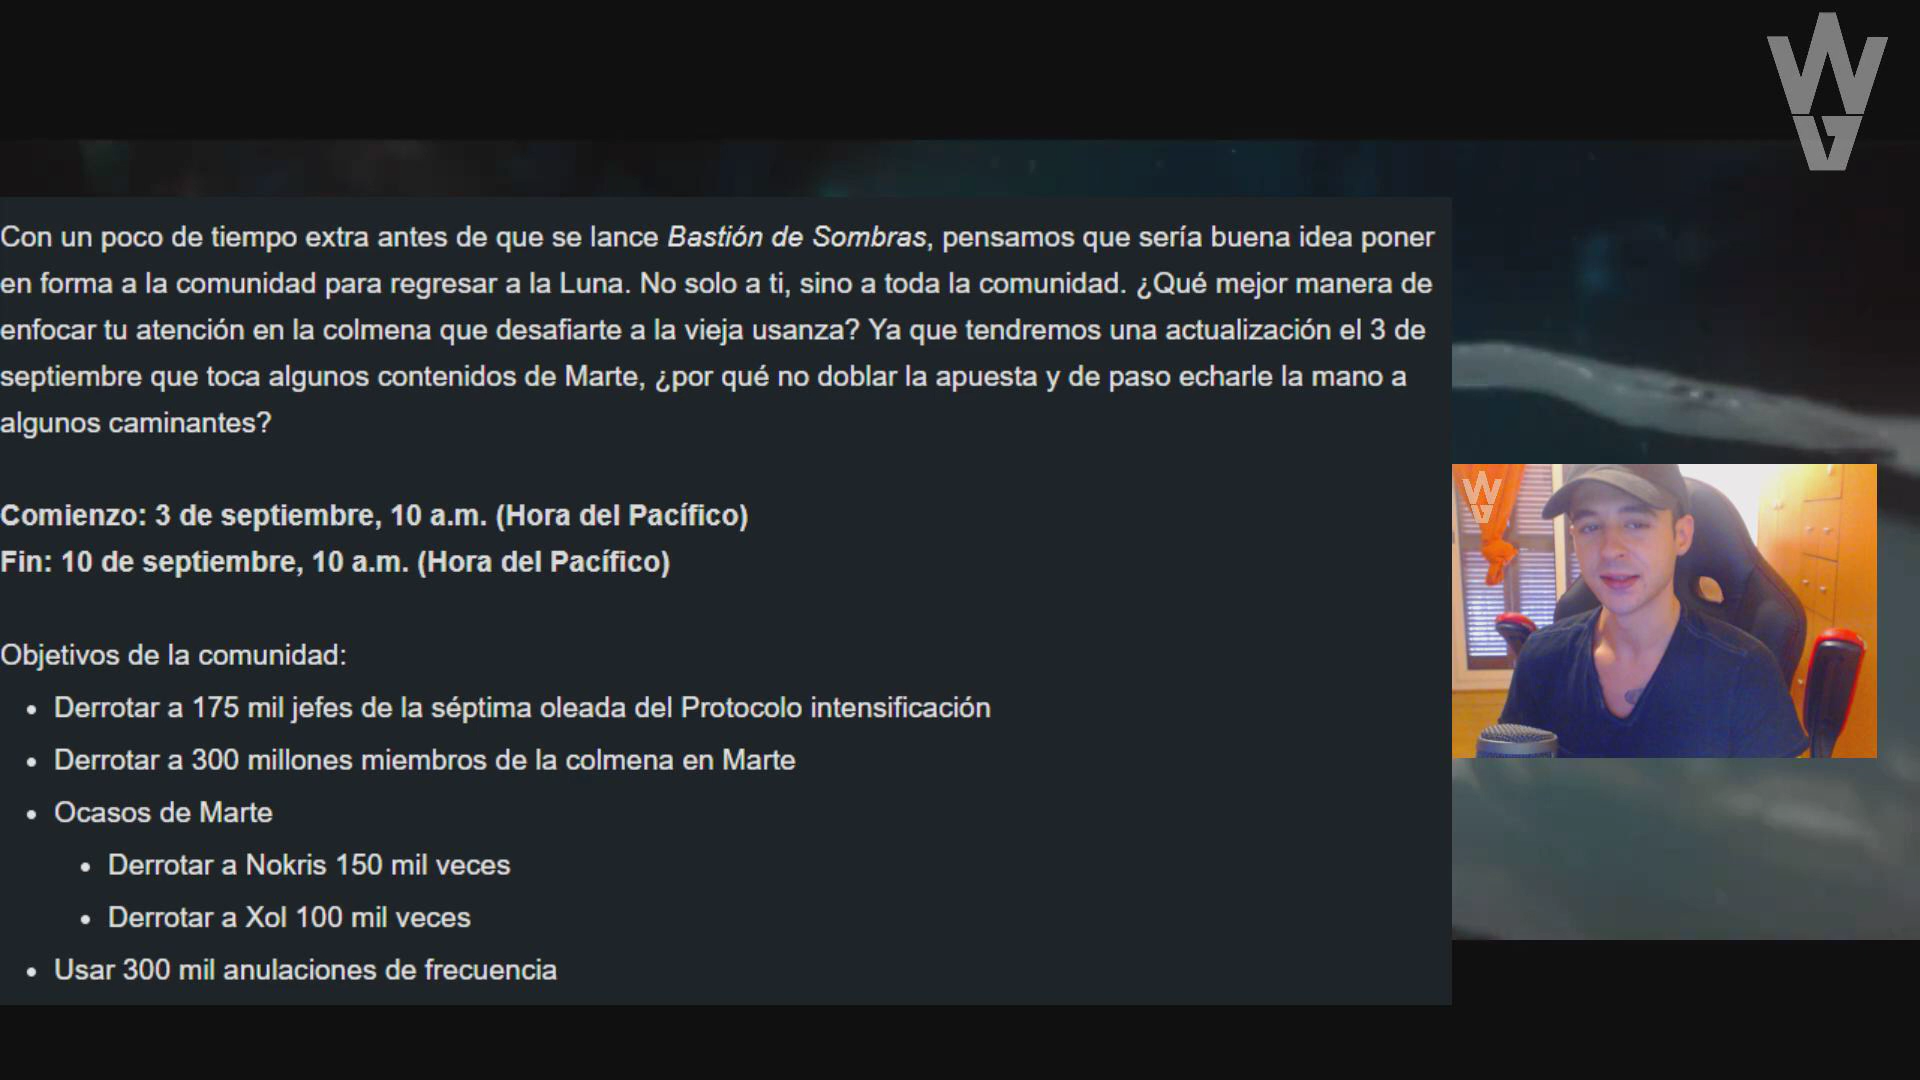 WG
Con un poco de tiempo extra antes de que se lance Bastión de Sombras, pensamos que sería buena idea poner
en forma a la comunidad para regresar a la Luna. No solo a ti, sino a toda la comunidad. ¿Qué mejor manera de
enfocar tu atención en la colmena que desafiarte a la vieja usanza? Ya que tendremos una actualización el 3 de
septiembre que toca algunos contenidos de Marte, ¿por qué no doblar la apuesta y de paso echarle la mano a
algunos caminantes?
Comienzo: 3 de septiembre, 10 a.m. (Hora del Pacífico)
Fin: 10 de septiembre, 10 a.m. (Hora del Pacífico)
Objetivos de la comunidad:
• Derrotar a 175 mil jefes de la séptima oleada del Protocolo intensificación
• Derrotar a 300 millones miembros de la colmena en Marte
• Ocasos de Marte
• Derrotar a Nokris 150 mil veces
• Derrotar a Xol 100 mil veces
• Usar 300 mil anulaciones de frecuencia
WG